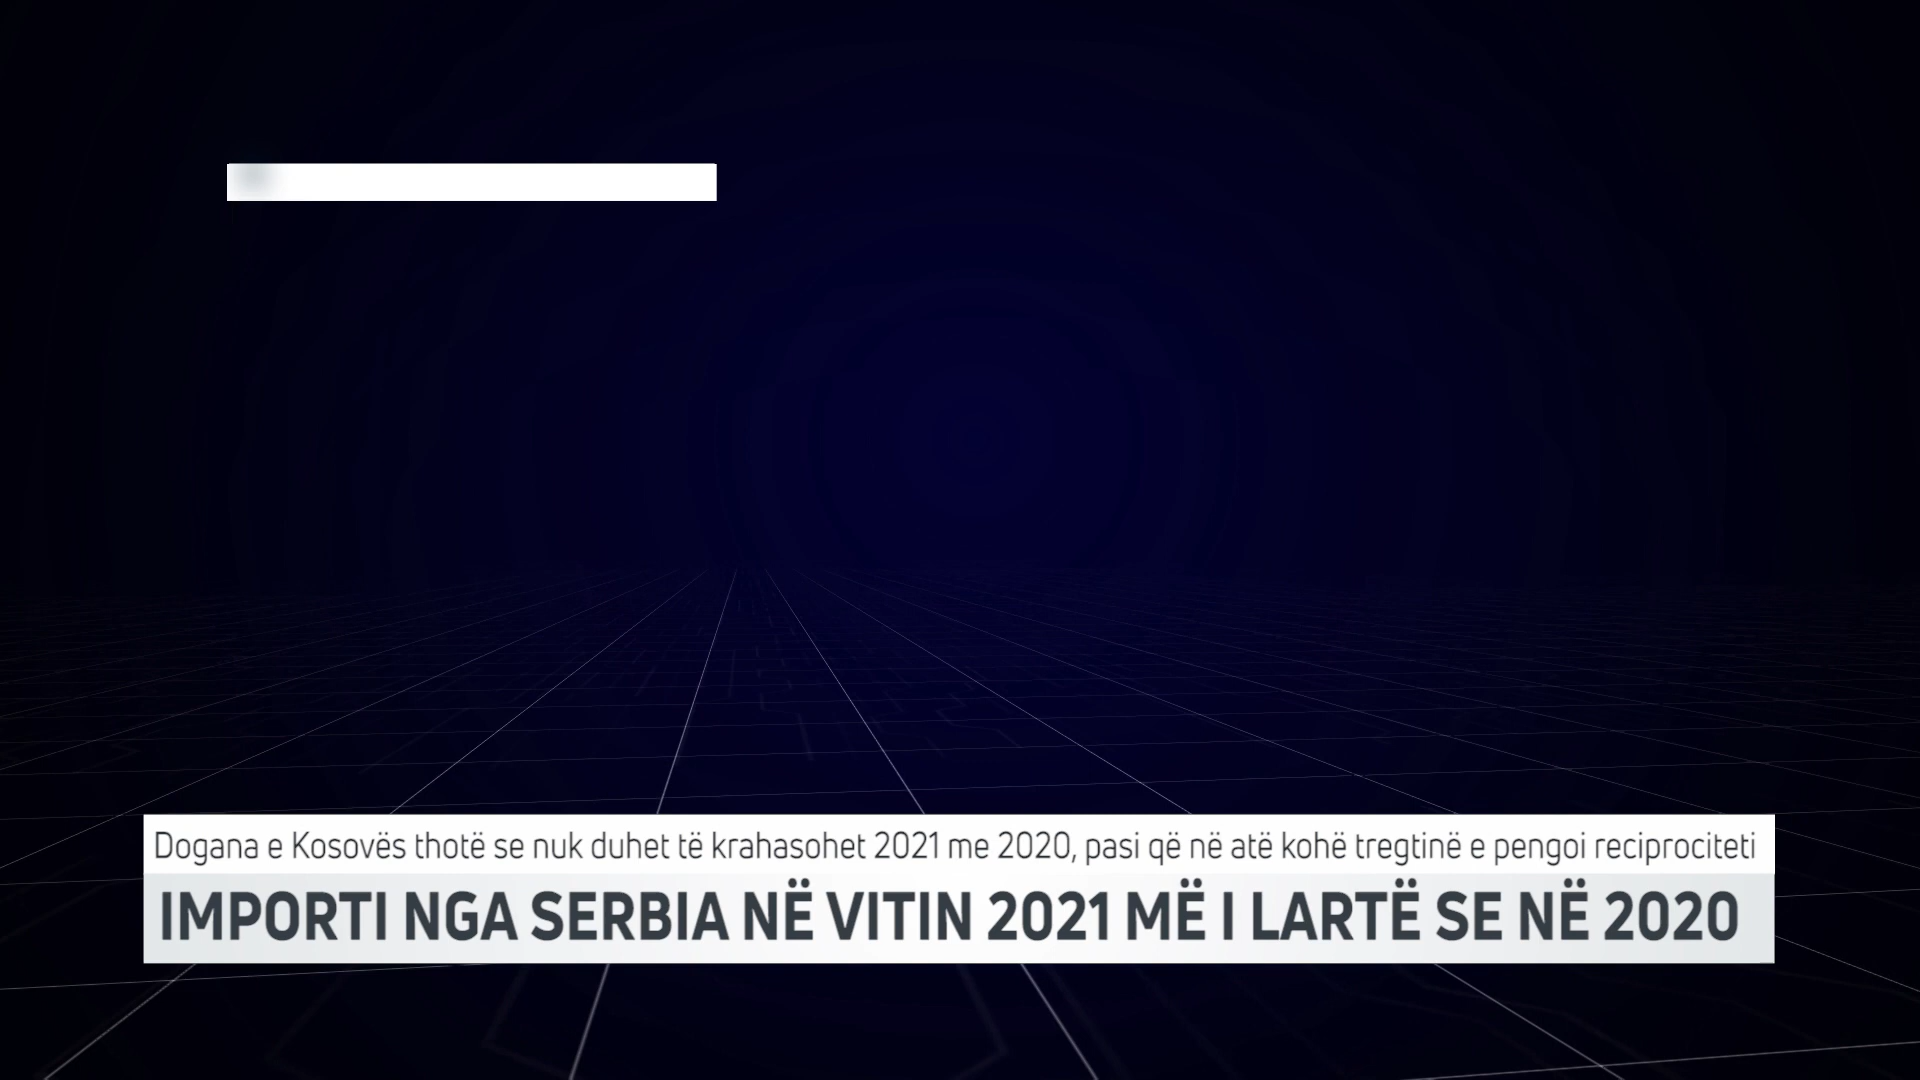 Dogana e Kosovës thotë se nuk duhet të krahasohet 2021 me 2020, pasi që në atë kohë tregtinë e pengoi reciprociteti
IMPORTI NGA SERBIA NË VITIN 2021 MË I LARTË SE NË 2020